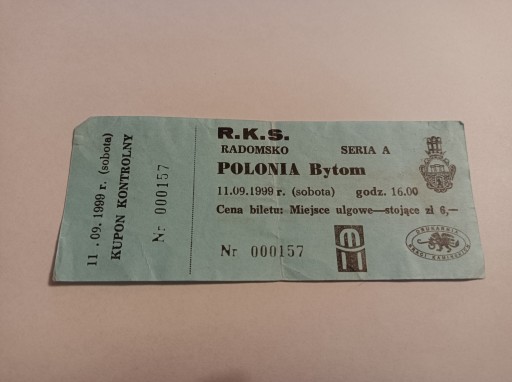 11.09.1999 r. (sobota)
KUPON KONTROLNY
Nr 000157
R.K.S.
RADOMSKO SERIA A
POLONIA Bytom
11.09.1999 r. (sobota) godz. 16.00
Cena biletu: Miejsce ulgowe—stojące zł 6,—
Nr 000157
DRUKARNIA